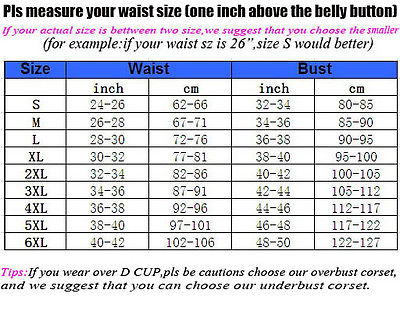 Pls measure your waist size (one inch above the belly button)
If your actual size is bettween two size,we suggest that you choose the smaller
(for example:if your waist sz is 26”,size S would better)
Size Waist Bust
inch cm inch cm
S 24-26 62-66 32-34 80-85
M 26-28 67-71 34-36 85-90
L 28-30 72-76 36-38 90-95
XL 30-32 77-81 38-40 95-100
2XL 32-34 82-86 40-42 100-105
3XL 34-36 87-91 42-44 105-112
4XL 36-38 92-96 44-46 112-117
5XL 38-40 97-101 46-48 117-122
6XL 40-42 102-106 48-50 122-127
Tips:If you wear over D CUP,pls be cautions choose our overbust corset,
and we suggest that you can choose our underbust corset.